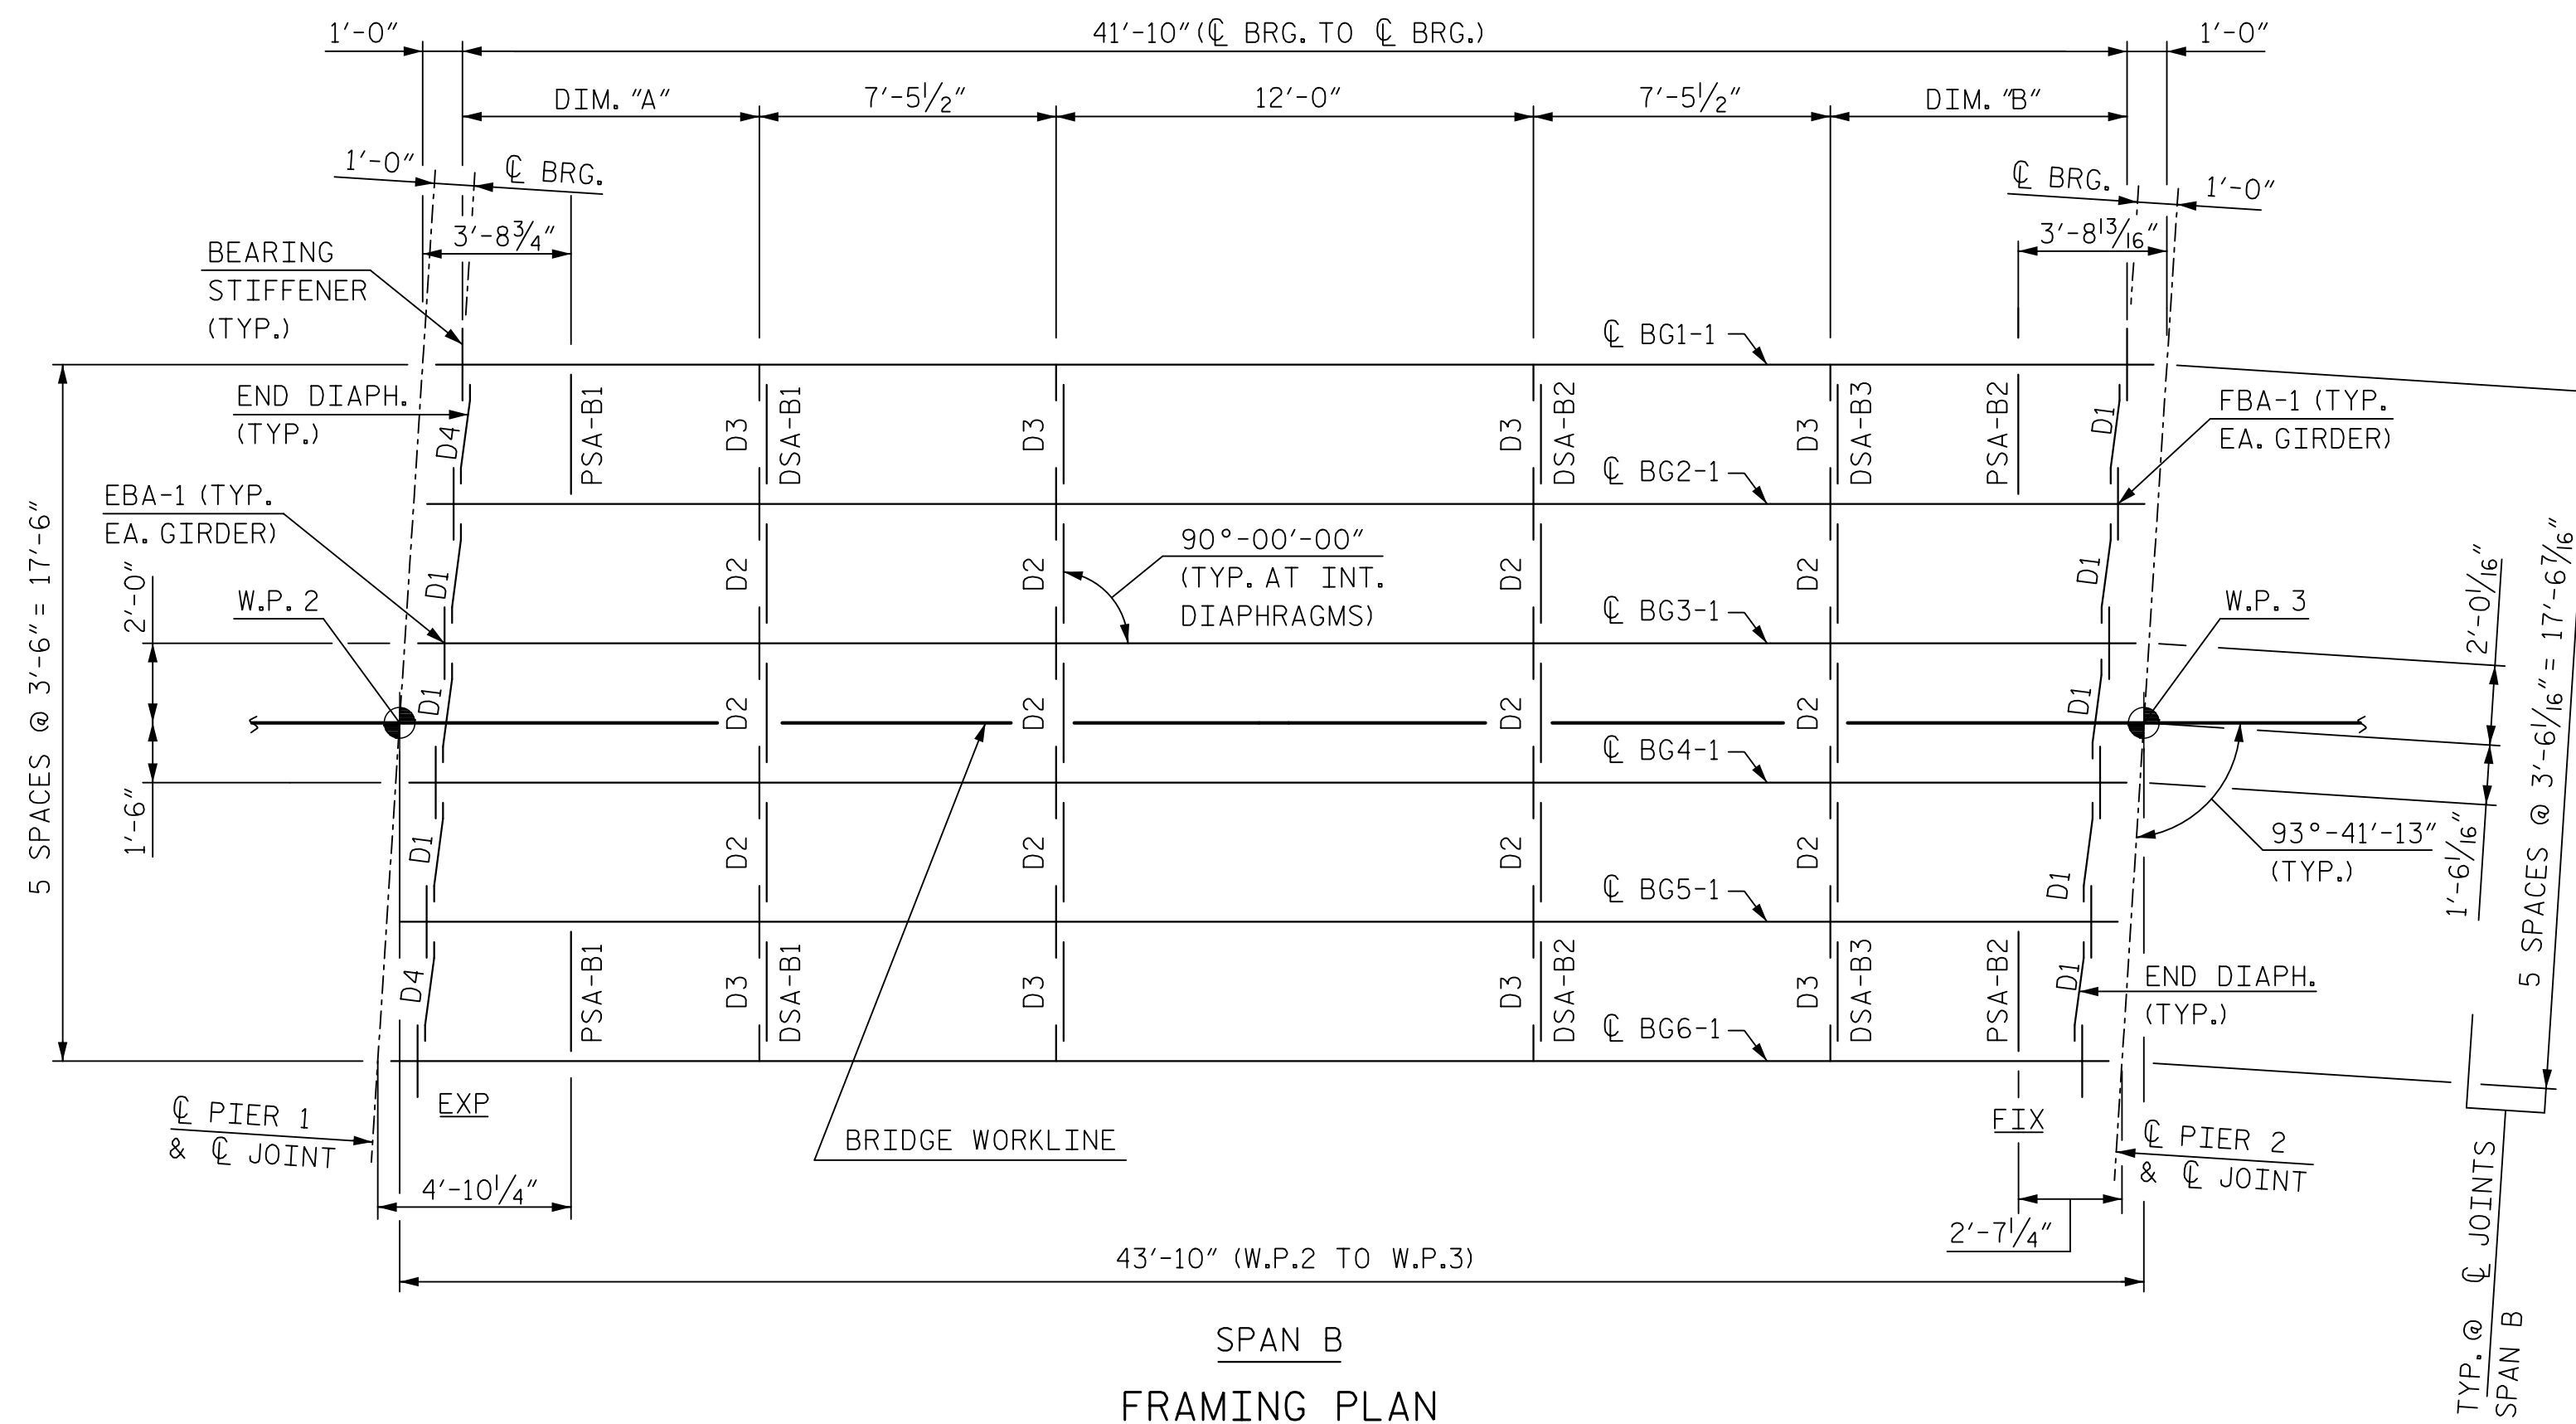 1'-0"
41'-10" (℄ BRG. TO ℄ BRG.)
1'-0"
DIM. "A"
7'-5½"
12'-0"
7'-5½"
DIM. "B"
1'-0"
℄ BRG.
℄ BRG.
1'-0"
3'-8¾"
3'-8 13/16"
BEARING
STIFFENER
(TYP.)
℄ BG1-1
END DIAPH.
(TYP.)
D4
PSA-B1
D3
DSA-B1
D3
D3
DSA-B2
D3
DSA-B3
PSA-B2
D1
FBA-1 (TYP.
EA. GIRDER)
℄ BG2-1
EBA-1 (TYP.
EA. GIRDER)
D1
D2
D2
90°-00'-00"
(TYP. AT INT.
DIAPHRAGMS)
D2
D2
D1
5 SPACES @ 3'-6" = 17'-6"
2'-0"
1'-6"
W.P. 2
℄ BG3-1
W.P. 3
2'-0 1/16"
1'-6 1/16"
5 SPACES @ 3'-6 1/16" = 17'-6 7/16"
D1
D2
D2
D2
D2
D1
℄ BG4-1
93°-41'-13"
(TYP.)
D1
D2
D2
D2
D2
D1
℄ BG5-1
D4
PSA-B1
D3
DSA-B1
D3
D3
DSA-B2
D3
DSA-B3
PSA-B2
D1
END DIAPH.
(TYP.)
℄ BG6-1
EXP
FIX
℄ PIER 1
& ℄ JOINT
BRIDGE WORKLINE
℄ PIER 2
& ℄ JOINT
4'-10¼"
2'-7¼"
43'-10" (W.P.2 TO W.P.3)
TYP. @ ℄ JOINTS
SPAN B
SPAN B
FRAMING PLAN